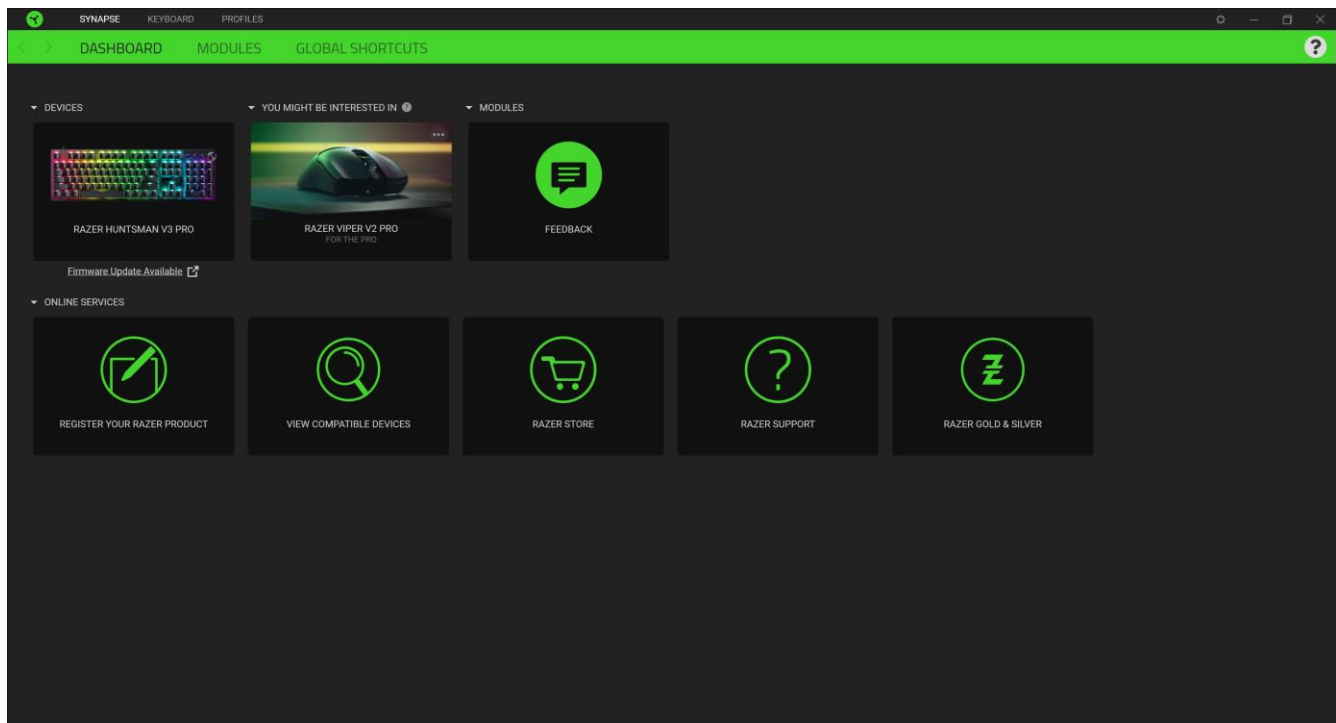 SYNAPSE KEYBOARD PROFILES
DASHBOARD MODULES GLOBAL SHORTCUTS
?
DEVICES
YOU MIGHT BE INTERESTED IN ?
MODULES
RAZER HUNTSMAN V3 PRO
RAZER VIPER V2 PRO
FOR THE PRO
FEEDBACK
Firmware Update Available
ONLINE SERVICES
REGISTER YOUR RAZER PRODUCT
VIEW COMPATIBLE DEVICES
RAZER STORE
?
RAZER SUPPORT
RAZER GOLD & SILVER